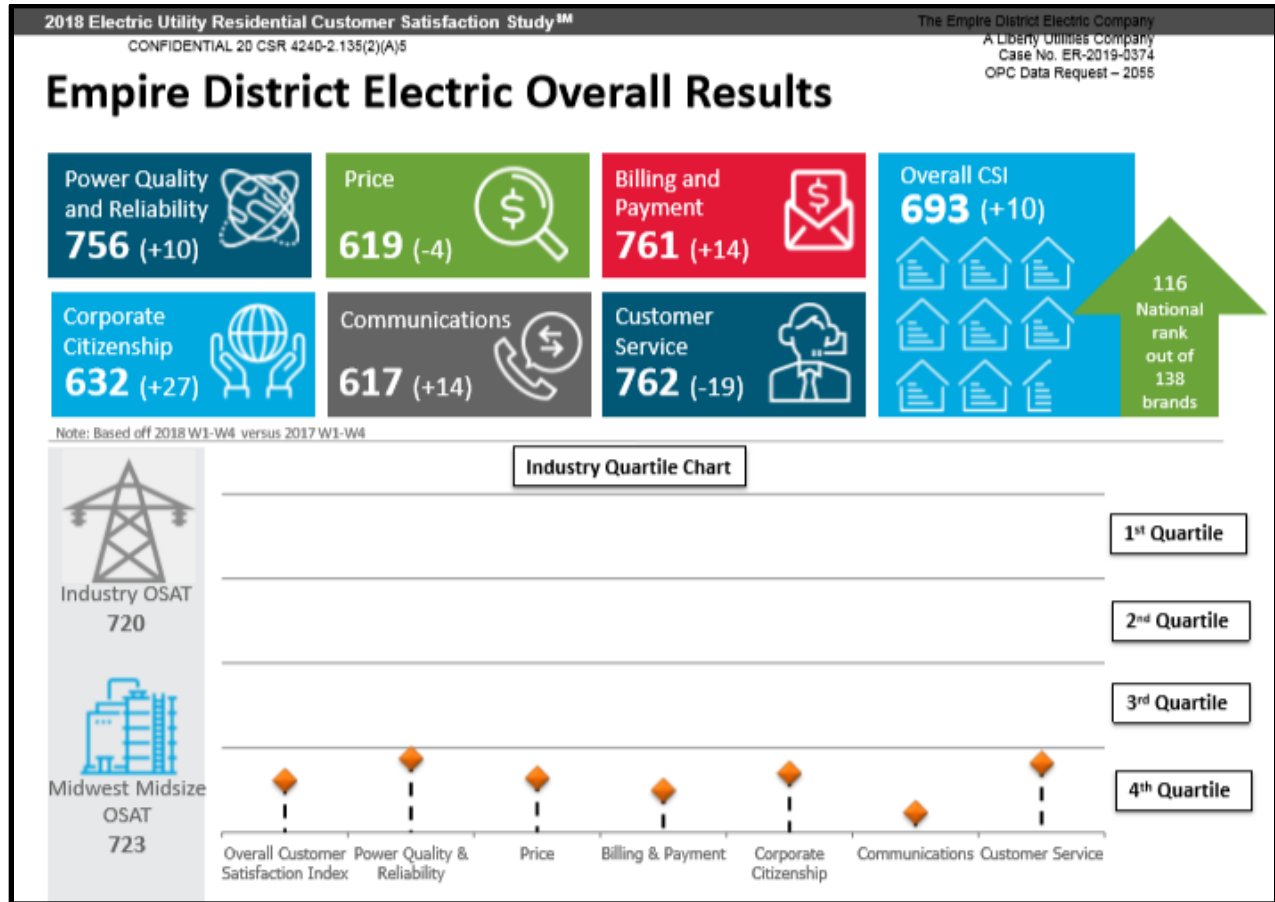 2018 Electric Utility Residential Customer Satisfaction Study℠
CONFIDENTIAL 20 CSR 4240-2.135(2)(A)5
The Empire District Electric Company
A Liberty Utilities Company
Case No. ER-2019-0374
OPC Data Request – 2055
Empire District Electric Overall Results
Power Quality
and Reliability
756 (+10)
Price
619 (-4)
Billing and
Payment
761 (+14)
Overall CSI
693 (+10)
116
National
rank
out of
138
brands
Corporate
Citizenship
632 (+27)
Communications
617 (+14)
Customer
Service
762 (-19)
Note: Based off 2018 W1-W4 versus 2017 W1-W4
Industry Quartile Chart
1st Quartile
2nd Quartile
3rd Quartile
4th Quartile
Industry OSAT
720
Midwest Midsize
OSAT
723
Overall Customer
Satisfaction Index
Power Quality &
Reliability
Price
Billing & Payment
Corporate
Citizenship
Communications
Customer Service